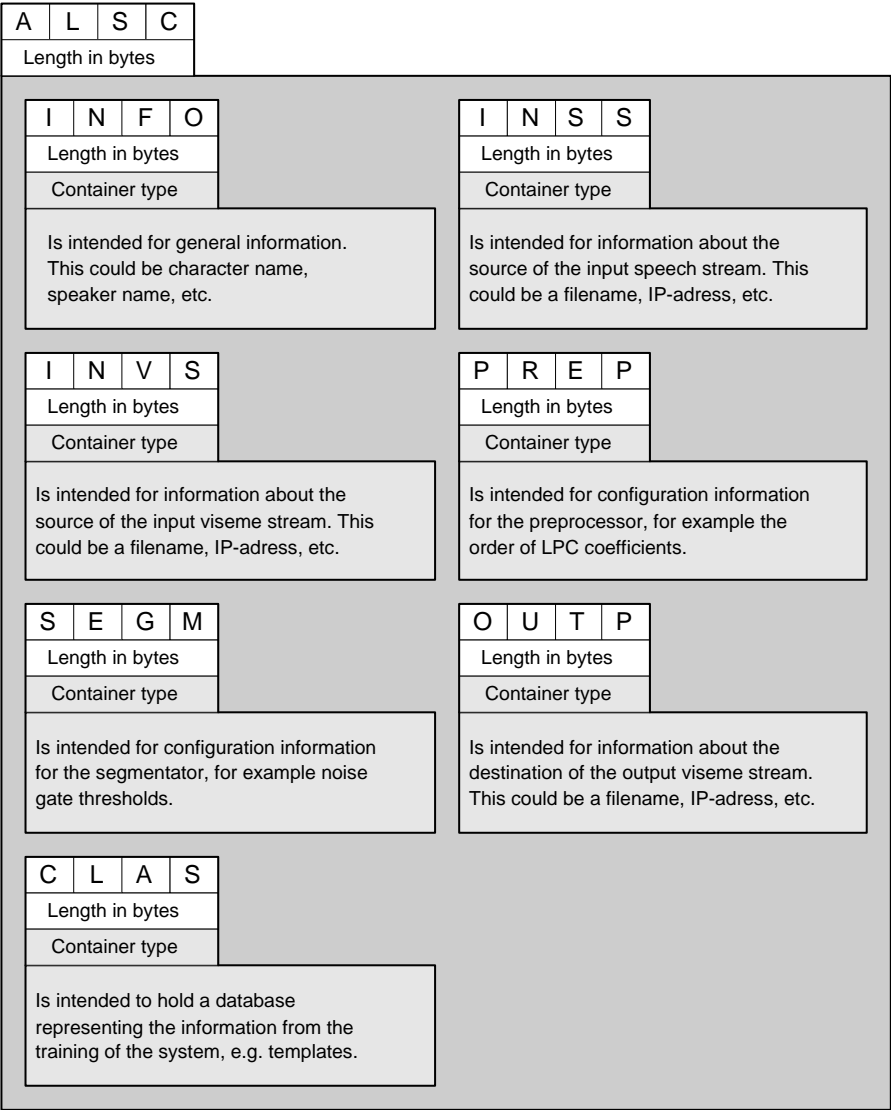 A L S C
Length in bytes
I N F O
Length in bytes
Container type
Is intended for general information.
This could be character name,
speaker name, etc.
I N S S
Length in bytes
Container type
Is intended for information about the
source of the input speech stream. This
could be a filename, IP-adress, etc.
I N V S
Length in bytes
Container type
Is intended for information about the
source of the input viseme stream. This
could be a filename, IP-adress, etc.
P R E P
Length in bytes
Container type
Is intended for configuration information
for the preprocessor, for example the
order of LPC coefficients.
S E G M
Length in bytes
Container type
Is intended for configuration information
for the segmentator, for example noise
gate thresholds.
O U T P
Length in bytes
Container type
Is intended for information about the
destination of the output viseme stream.
This could be a filename, IP-adress, etc.
C L A S
Length in bytes
Container type
Is intended to hold a database
representing the information from the
training of the system, e.g. templates.